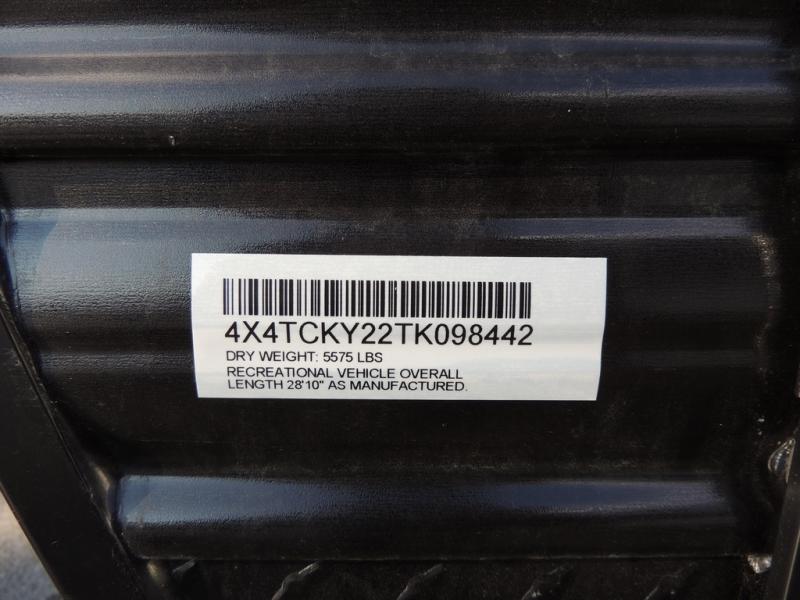 4X4TCKY22TK098442
DRY WEIGHT: 5575 LBS
RECREATIONAL VEHICLE OVERALL
LENGTH 28'10" AS MANUFACTURED.